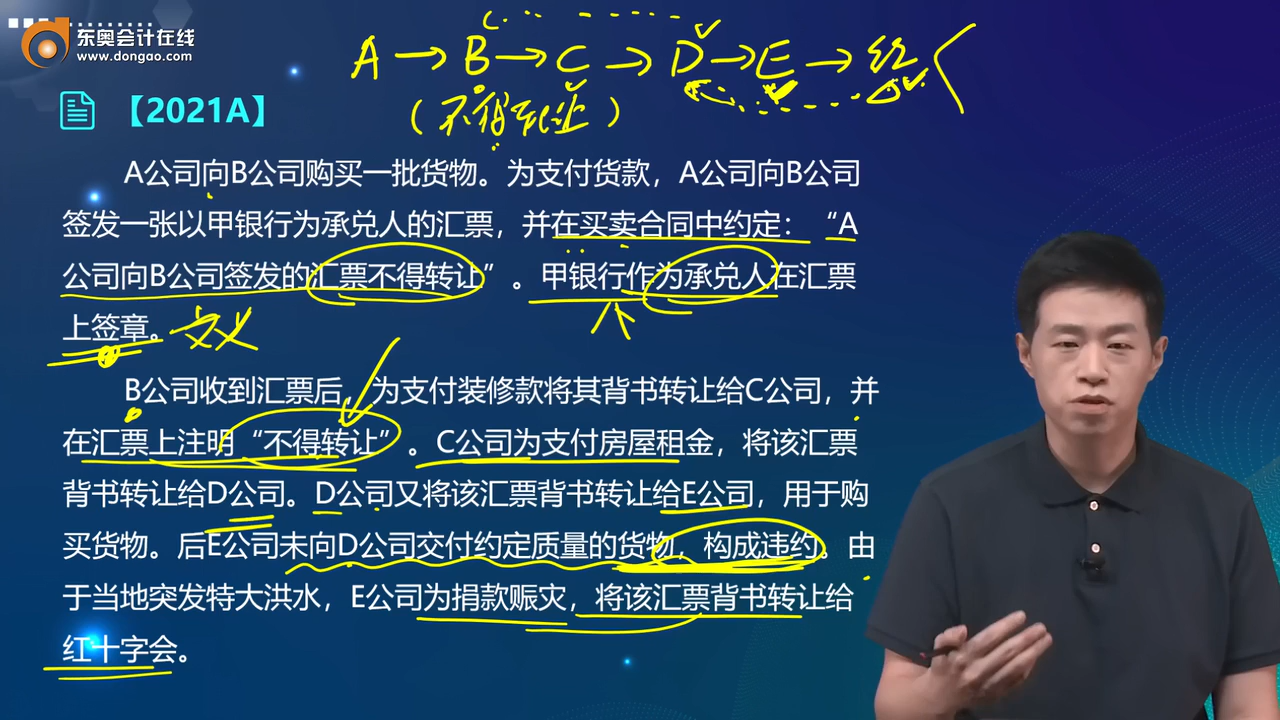 东奥会计在线
www.dongao.com
A → B → C → D → E → 红
(不得转让)
【2021A】
A公司向B公司购买一批货物。为支付货款，A公司向B公司
签发一张以甲银行为承兑人的汇票，并在买卖合同中约定：“A
公司向B公司签发的汇票不得转让”。甲银行作为承兑人在汇票
上签章。文义
B公司收到汇票后，为支付装修款将其背书转让给C公司，并
在汇票上注明“不得转让”。C公司为支付房屋租金，将该汇票
背书转让给D公司。D公司又将该汇票背书转让给E公司，用于购
买货物。后E公司未向D公司交付约定质量的货物，构成违约。由
于当地突发特大洪水，E公司为捐款赈灾，将该汇票背书转让给
红十字会。